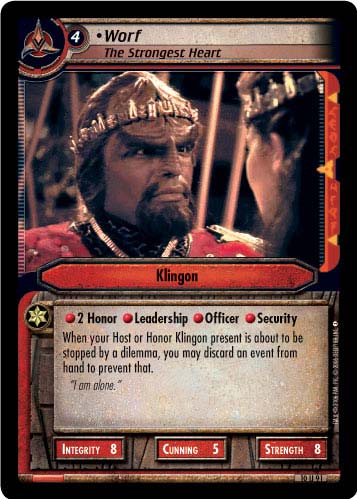 4
•Worf
The Strongest Heart
Klingon
2 Honor Leadership Officer Security
When your Host or Honor Klingon present is about to be
stopped by a dilemma, you may discard an event from
hand to prevent that.
"I am alone."
INTEGRITY 8 CUNNING 5 STRENGTH 8
10 U 91